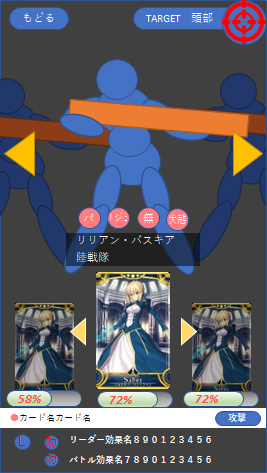 もどる
TARGET 頭部
パ
ジュ
無
大態
リリアン・バスキア
陸戦隊
Saber
58%
72%
72%
カード名カード名
攻撃
L
リーダー効果名890123456
バトル効果名7890123456